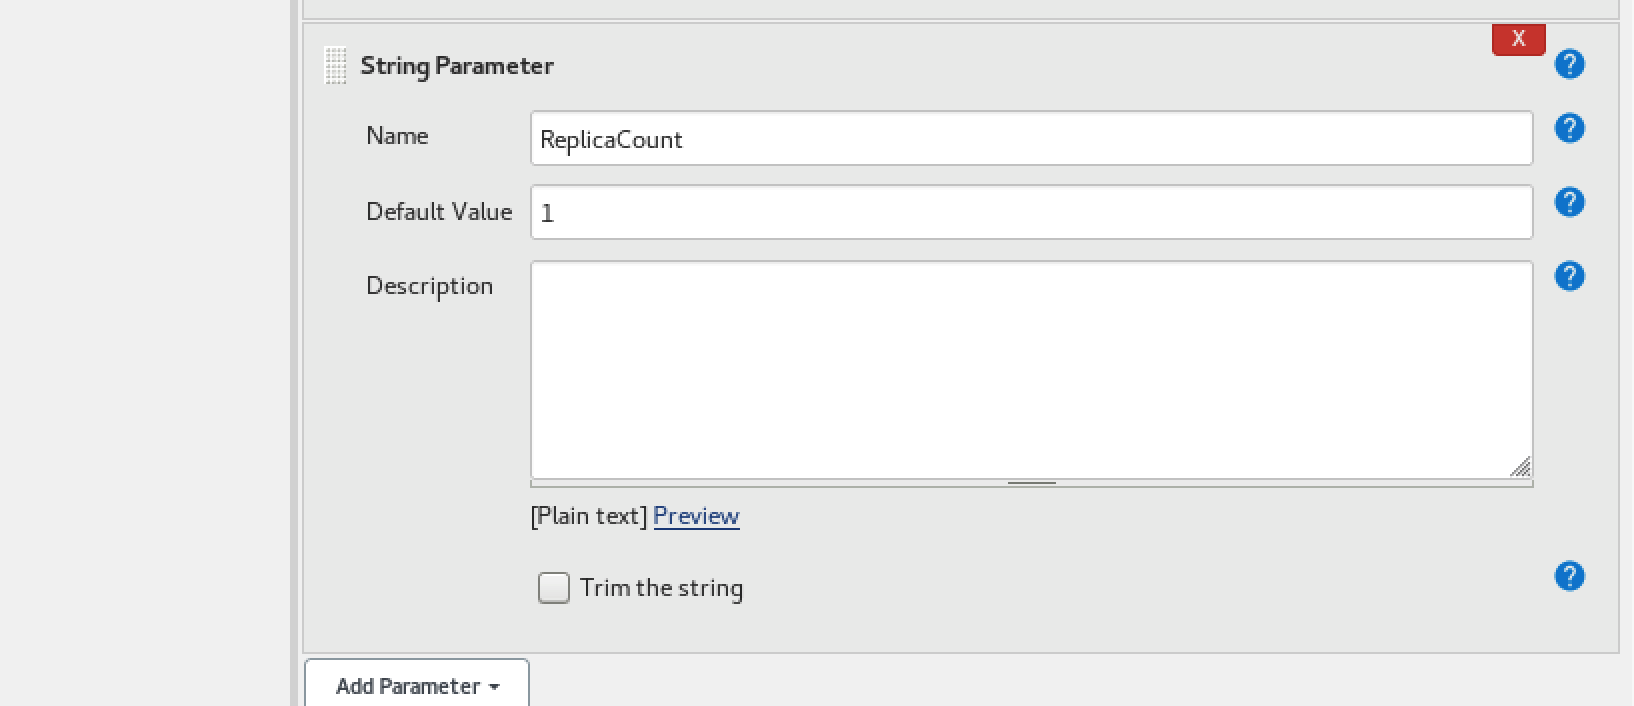 X
String Parameter
?
Name
ReplicaCount
?
Default Value
1
?
Description
?
[Plain text] Preview
Trim the string
?
Add Parameter